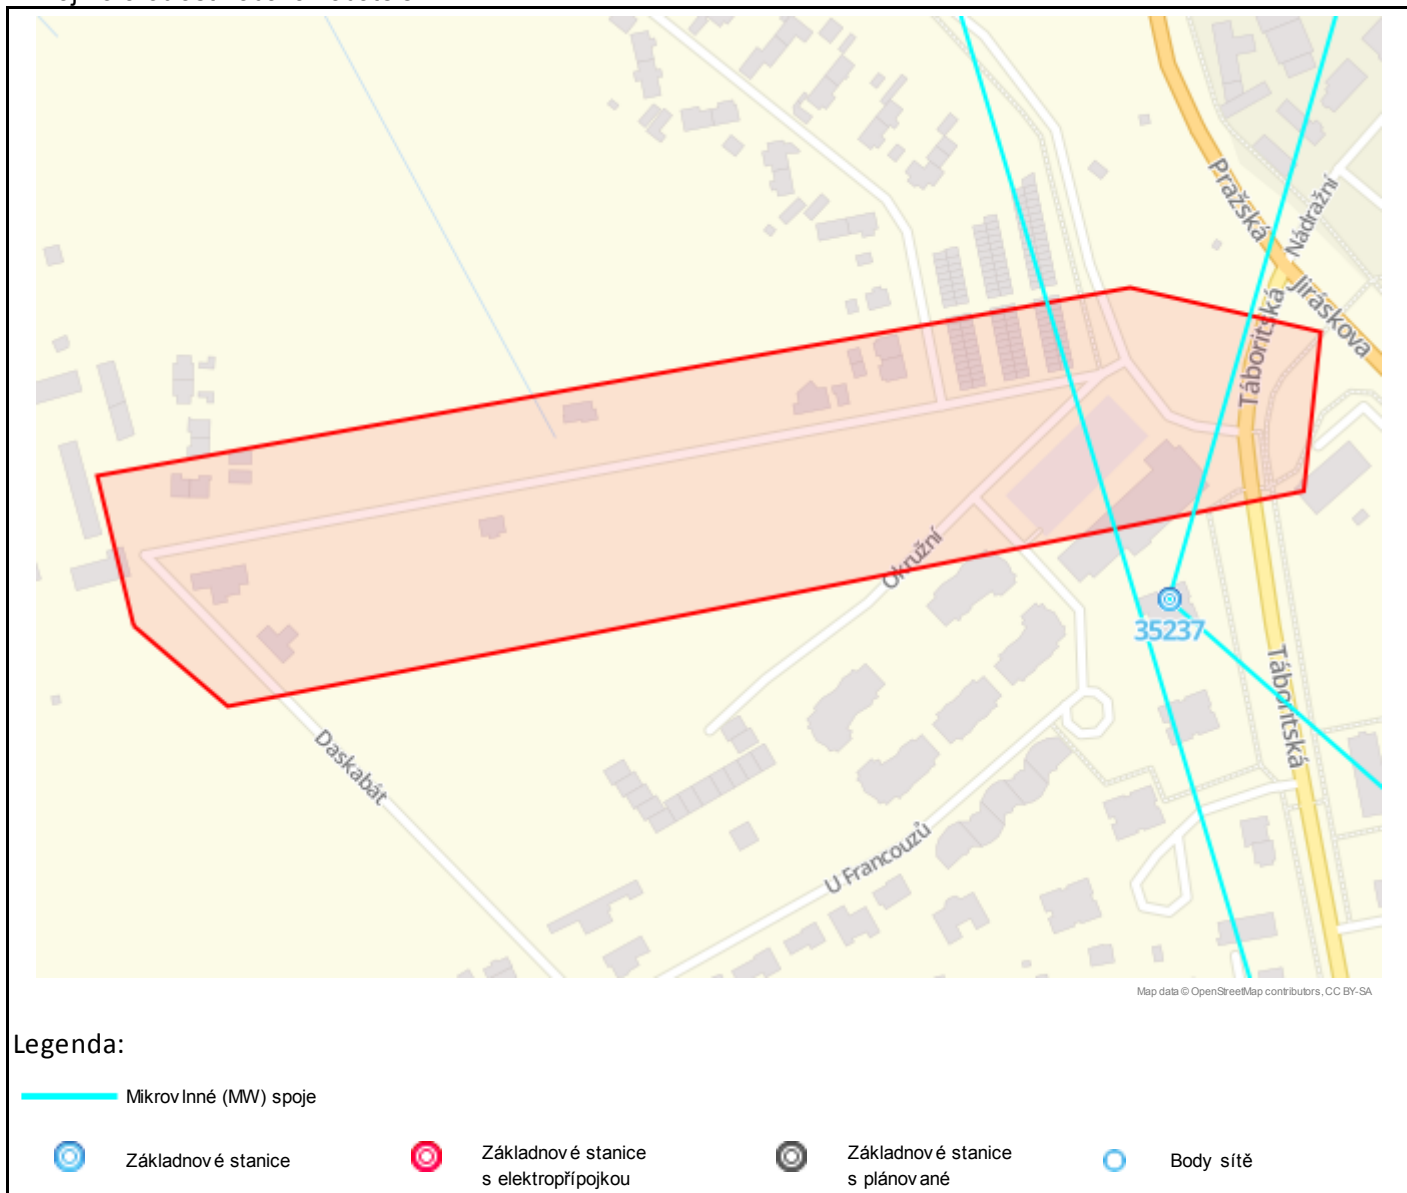 Pražská
Nádražní
Jiráskova
Táboritská
Okružní
35237
Táboritská
Daskabát
U Francouzů
Map data © OpenStreetMap contributors, CC BY-SA
Legenda:
Mikrovlnné (MW) spoje
Základnové stanice
Základnové stanice
s elektropřípojkou
Základnové stanice
s plánované
Body sítě